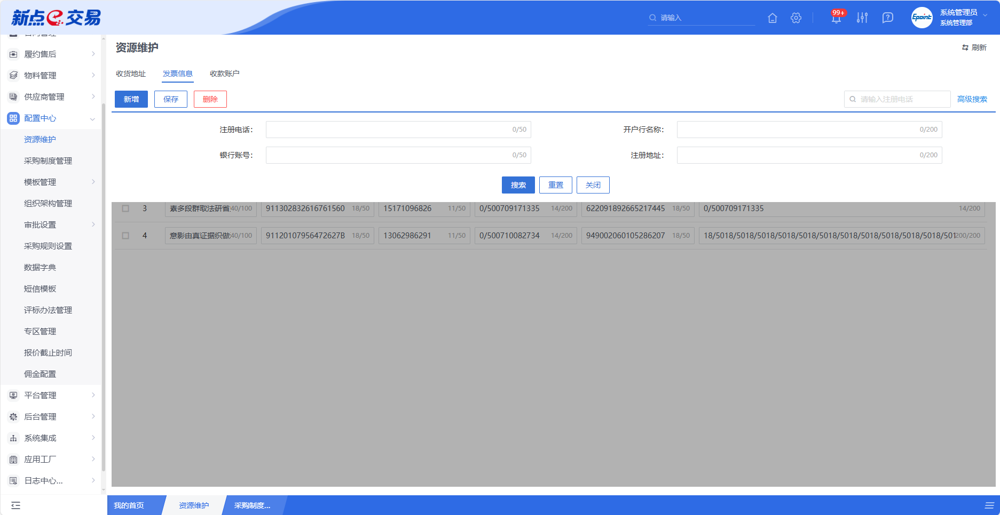 新点e交易
请输入
99+
系统管理员
系统管理部
合同管理
履约售后
物料管理
供应商管理
配置中心
资源维护
采购制度管理
模板管理
组织架构管理
审批设置
采购规则设置
数据字典
短信模板
评标办法管理
专区管理
报价截止时间
佣金配置
平台管理
后台管理
系统集成
应用工厂
日志中心...
资源维护
刷新
收货地址 发票信息 收款账户
新增 保存 删除
请输入注册电话 高级搜索
注册电话: 0/50 开户行名称: 0/200
银行账号: 0/50 注册地址: 0/200
搜索 重置 关闭
3 素多段群取法研省 40/100 911302832616761560 18/50 15171096826 11/50 0/500709171335 14/200 622091892665217445 18/50 0/500709171335 14/200
4 意影由真证据织做 40/100 91120107956472627B 18/50 13062986291 11/50 0/500710082734 14/200 949002060105286207 18/50 18/5018/5018/5018/5018/5018/5018/5018/5018/5018/5018/5018/501 200/200
我的首页 资源维护 采购制度...